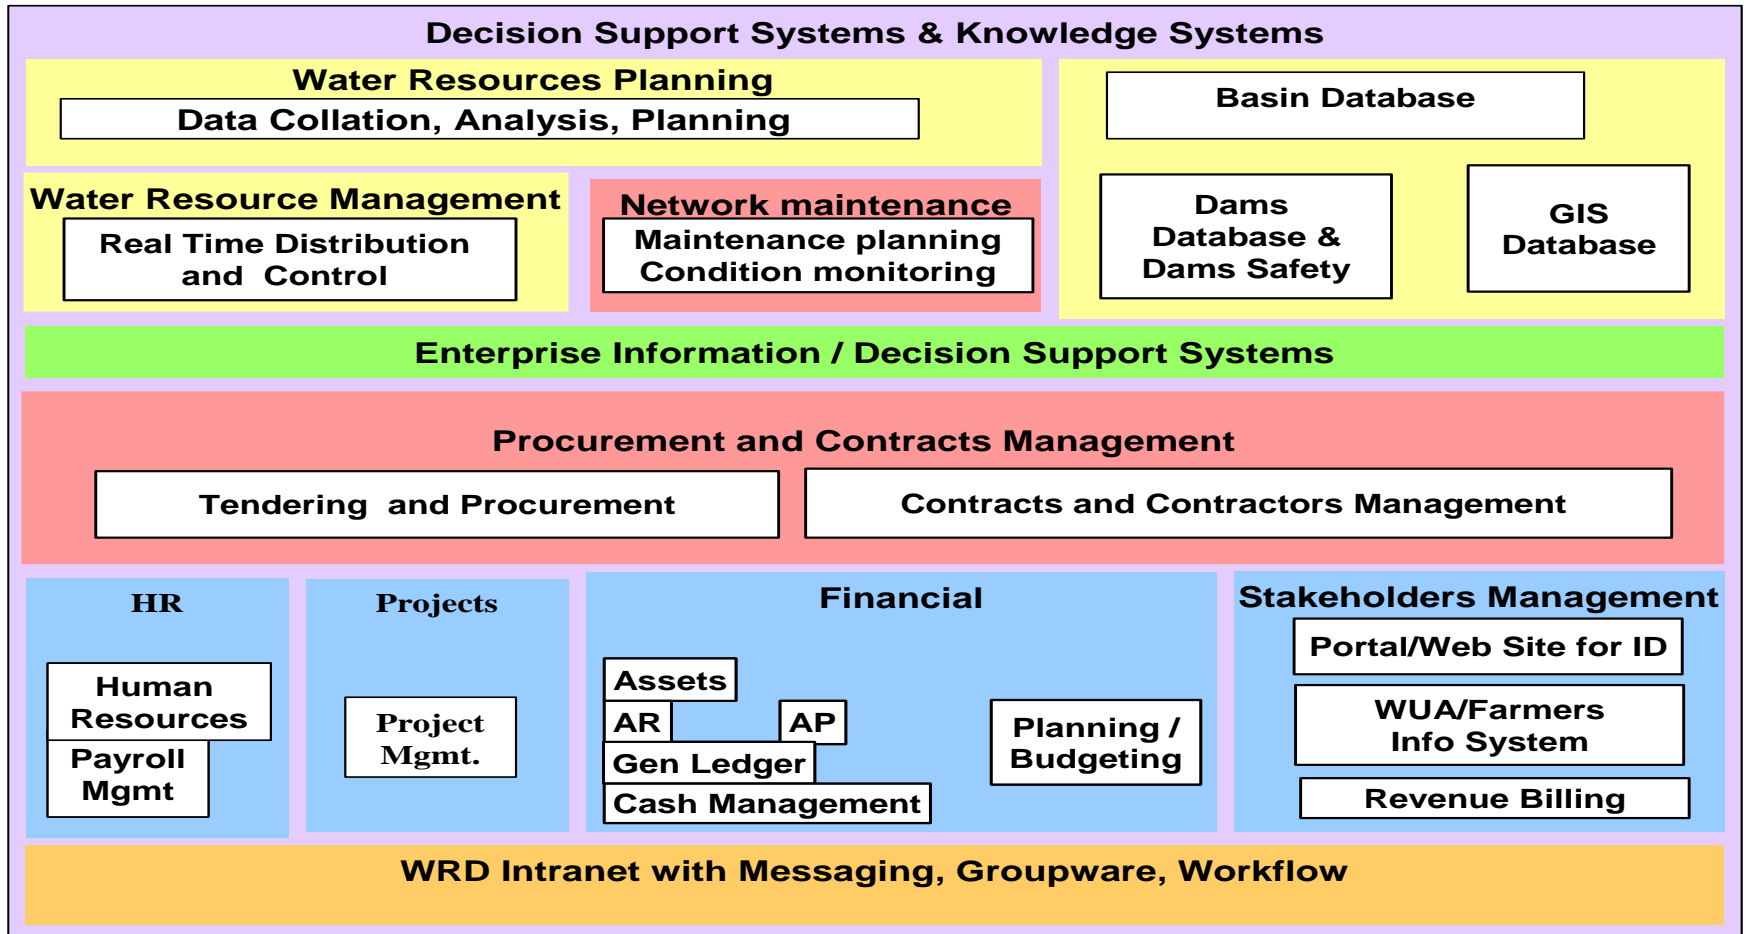 Decision Support Systems & Knowledge Systems
Water Resources Planning
Data Collation, Analysis, Planning
Basin Database
Water Resource Management
Real Time Distribution
and Control
Network maintenance
Maintenance planning
Condition monitoring
Dams
Database &
Dams Safety
GIS
Database
Enterprise Information / Decision Support Systems
Procurement and Contracts Management
Tendering and Procurement
Contracts and Contractors Management
HR
Human
Resources
Payroll
Mgmt
Projects
Project
Mgmt.
Financial
Assets
AR
AP
Gen Ledger
Cash Management
Planning /
Budgeting
Stakeholders Management
Portal/Web Site for ID
WUA/Farmers
Info System
Revenue Billing
WRD Intranet with Messaging, Groupware, Workflow